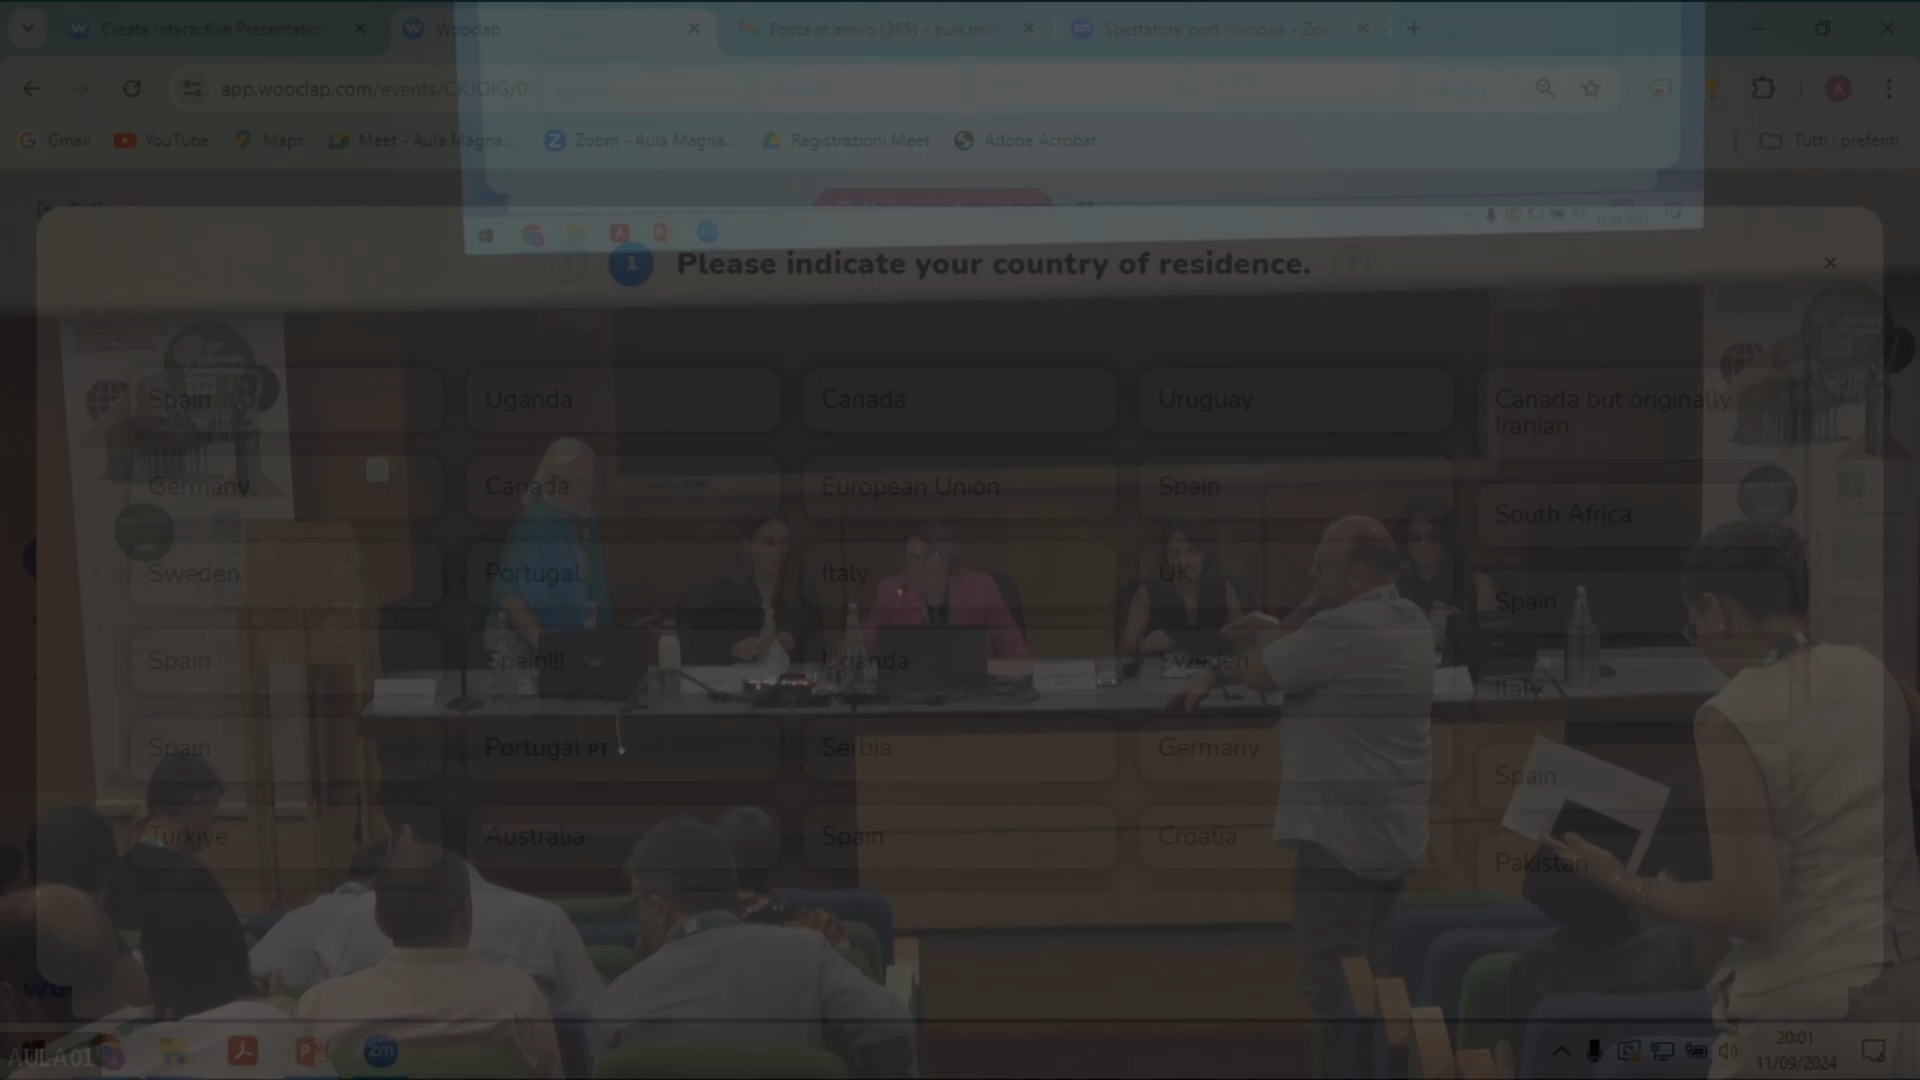 Create Interactive Presentation
Wooclap
Posta in arrivo (365) - aula.
Spettatore post riunione - Zoo
app.wooclap.com/events/CXJOIG/0
Gmail
YouTube
Maps
Meet - Aula Magna...
Zoom - Aula Magna...
Registrazioni Meet
Adobe Acrobat
Tutti i preferiti
1 Please indicate your country of residence.
Spain
Uganda
Canada
Uruguay
Canada but originally
Iranian
Germany
Canada
European Union
Spain
South Africa
Sweden
Portugal
Italy
UK
Spain
Spain
Spain!!!
Uganda
Sweden
Italy
Spain
Portugal PT
Serbia
Germany
Spain
Türkiye
Australia
Spain
Croatia
Pakistan
AULA01
20:01
11/09/2024